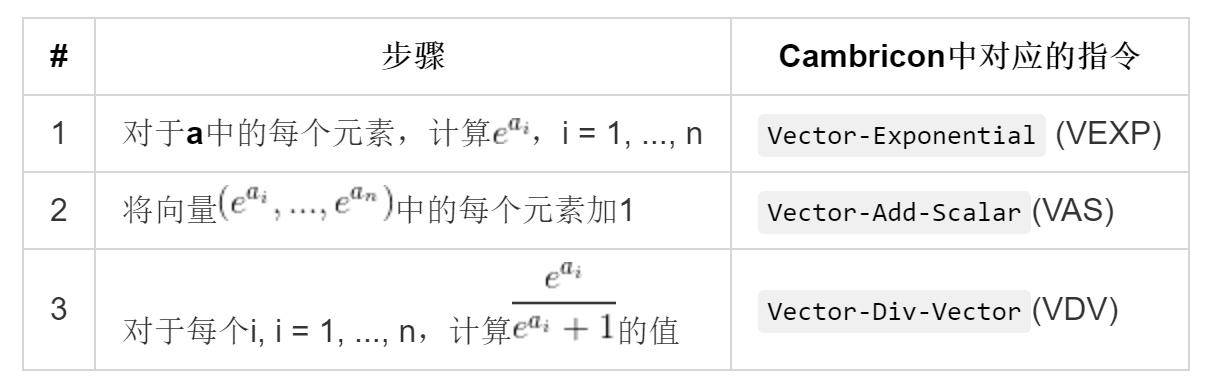 # 步骤 Cambricon中对应的指令
1 对于a中的每个元素，计算e^{a_i}，i = 1, ..., n Vector-Exponential (VEXP)
2 将向量(e^{a_i}, ..., e^{a_n})中的每个元素加1 Vector-Add-Scalar (VAS)
3 对于每个i, i = 1, ..., n，计算\frac{e^{a_i}}{e^{a_i} + 1}的值 Vector-Div-Vector (VDV)